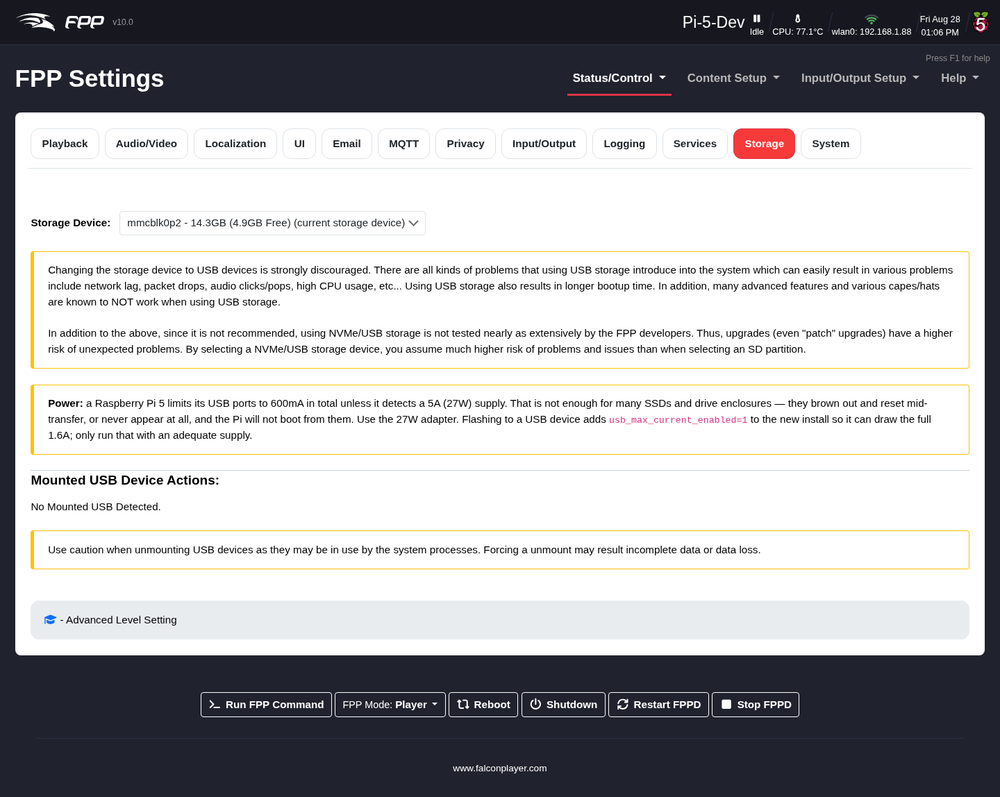 FPP v10.0
Pi-5-Dev
Idle
CPU: 77.1°C
wlan0: 192.168.1.88
Fri Aug 28
01:06 PM
5
Press F1 for help
FPP Settings
Status/Control
Content Setup
Input/Output Setup
Help
Playback
Audio/Video
Localization
UI
Email
MQTT
Privacy
Input/Output
Logging
Services
Storage
System
Storage Device: mmcblk0p2 - 14.3GB (4.9GB Free) (current storage device)
Changing the storage device to USB devices is strongly discouraged. There are all kinds of problems that using USB storage introduce into the system which can easily result in various problems
include network lag, packet drops, audio clicks/pops, high CPU usage, etc... Using USB storage also results in longer bootup time. In addition, many advanced features and various capes/hats
are known to NOT work when using USB storage.
In addition to the above, since it is not recommended, using NVMe/USB storage is not tested nearly as extensively by the FPP developers. Thus, upgrades (even "patch" upgrades) have a higher
risk of unexpected problems. By selecting a NVMe/USB storage device, you assume much higher risk of problems and issues than when selecting an SD partition.
Power: a Raspberry Pi 5 limits its USB ports to 600mA in total unless it detects a 5A (27W) supply. That is not enough for many SSDs and drive enclosures — they brown out and reset mid-
transfer, or never appear at all, and the Pi will not boot from them. Use the 27W adapter. Flashing to a USB device adds usb_max_current_enabled=1 to the new install so it can draw the full
1.6A; only run that with an adequate supply.
Mounted USB Device Actions:
No Mounted USB Detected.
Use caution when unmounting USB devices as they may be in use by the system processes. Forcing a unmount may result incomplete data or data loss.
- Advanced Level Setting
Run FPP Command
FPP Mode: Player
Reboot
Shutdown
Restart FPPD
Stop FPPD
www.falconplayer.com